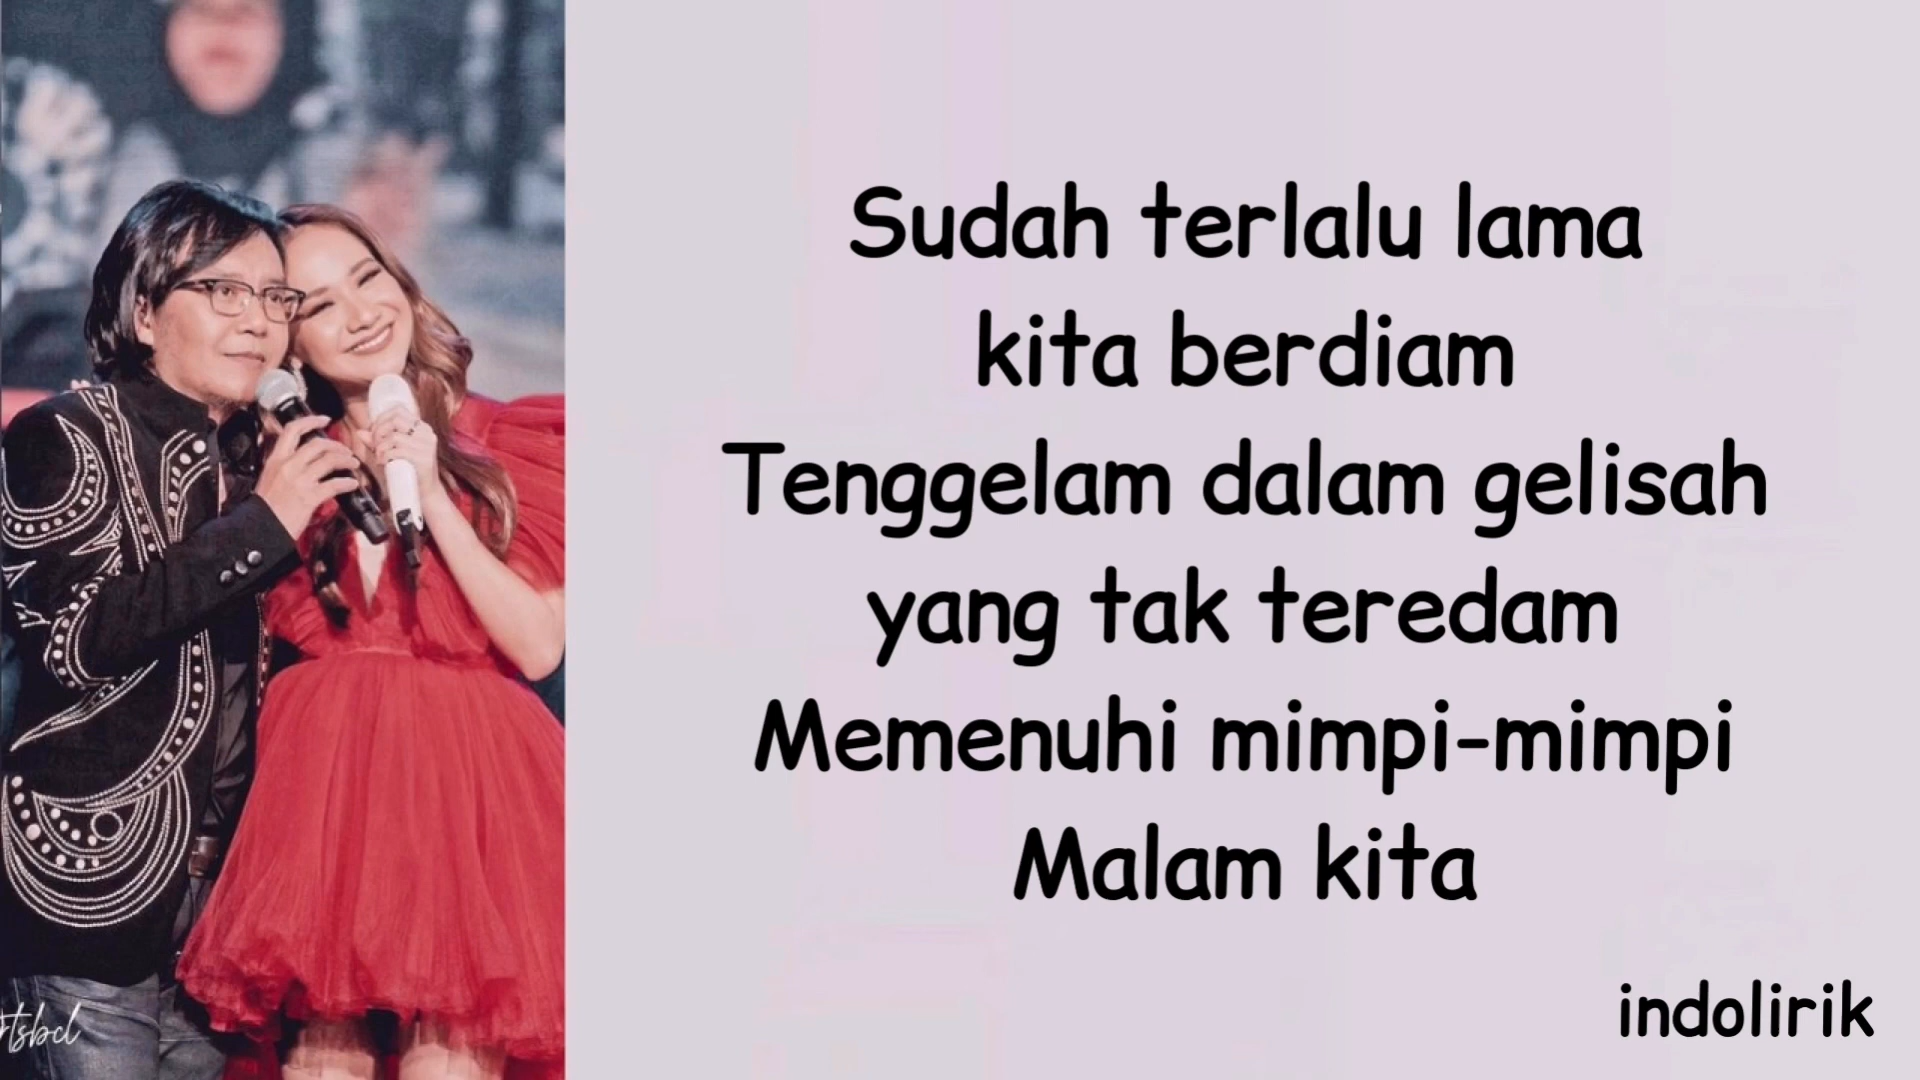 Sudah terlalu lama
kita berdiam
Tenggelam dalam gelisah
yang tak teredam
Memenuhi mimpi-mimpi
Malam kita
indolirik